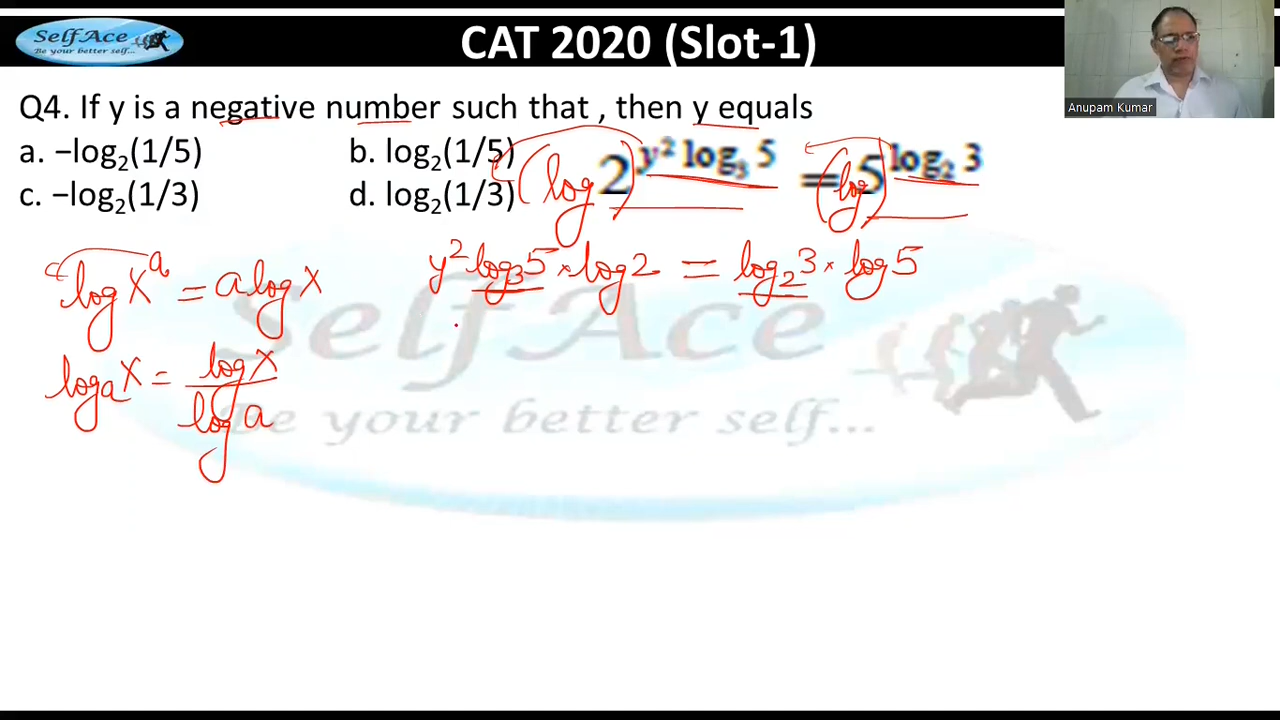 SelfAce
Be your better self...
CAT 2020 (Slot-1)
Anupam Kumar
Q4. If y is a negative number such that , then y equals
a. −log₂(1/5) b. log₂(1/5)
c. −log₂(1/3) d. log₂(1/3)
(log 2)^(y² log₃ 5) = (log 5)^(log₂ 3)
log x^a = a log x
y² log₃ 5 × log 2 = log₂ 3 × log 5
logₐ x = log x / log a
Self Ace
Be your better self...